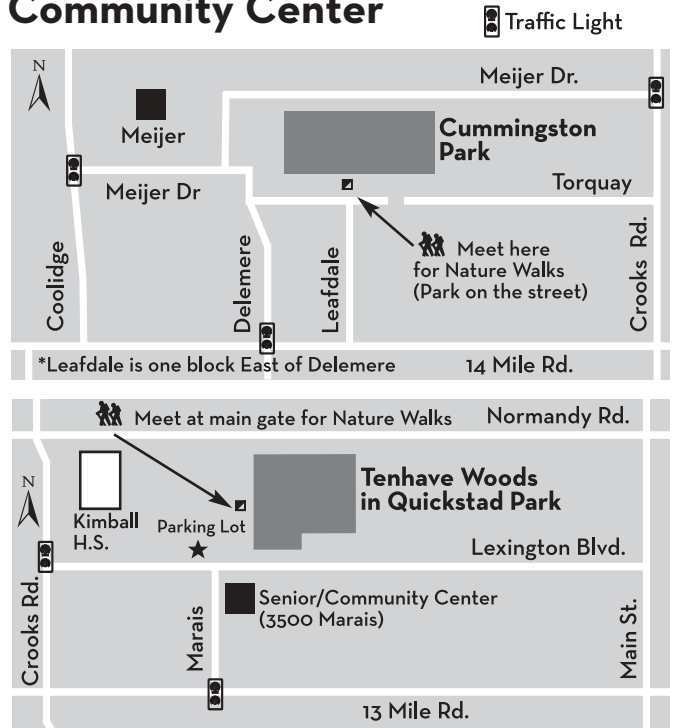 Community Center
Traffic Light
N
Meijer Dr.
Meijer
Cummingston
Park
Meijer Dr
Torquay
Coolidge
Delemere
Leafdale
Crooks Rd.
Meet here
for Nature Walks
(Park on the street)
*Leafdale is one block East of Delemere
14 Mile Rd.
Meet at main gate for Nature Walks
Normandy Rd.
N
Tenhave Woods
in Quickstad Park
Kimball
H.S.
Parking Lot
Lexington Blvd.
Crooks Rd.
Marais
Senior/Community Center
(3500 Marais)
Main St.
13 Mile Rd.